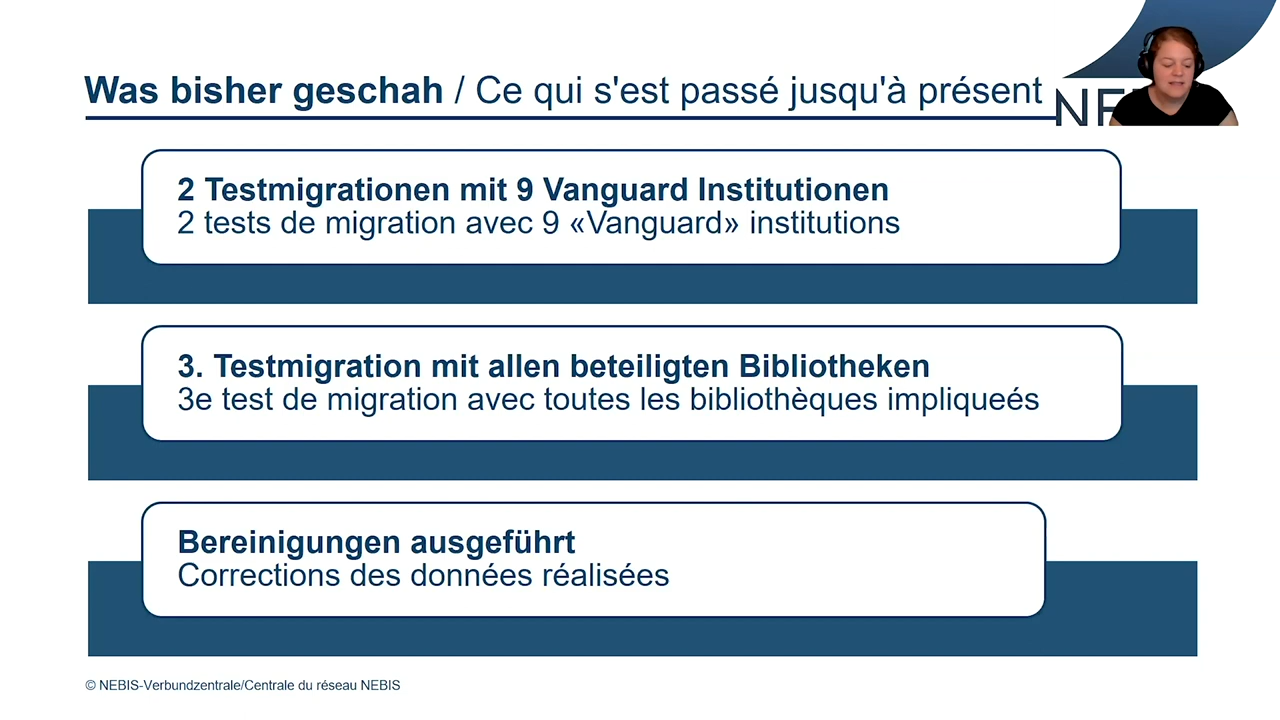 Was bisher geschah / Ce qui s'est passé jusqu'à présent
2 Testmigrationen mit 9 Vanguard Institutionen
2 tests de migration avec 9 «Vanguard» institutions
3. Testmigration mit allen beteiligten Bibliotheken
3e test de migration avec toutes les bibliothèques impliqueés
Bereinigungen ausgeführt
Corrections des données réalisées
© NEBIS-Verbundzentrale/Centrale du réseau NEBIS